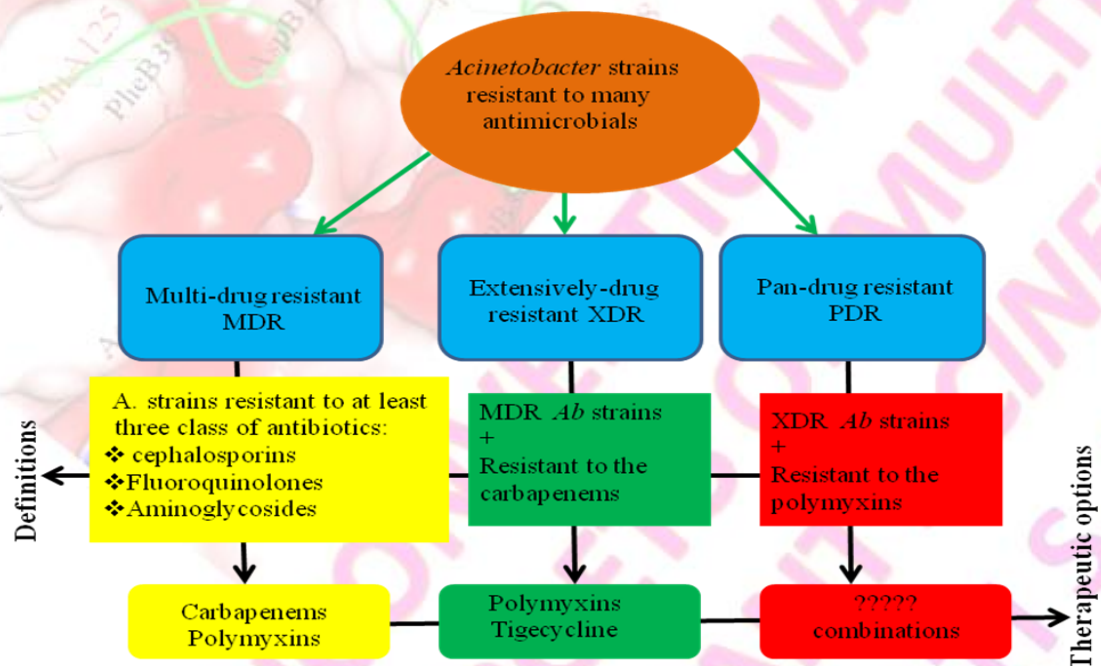 Acinetobacter strains
resistant to many
antimicrobials
Multi-drug resistant
MDR
Extensively-drug
resistant XDR
Pan-drug resistant
PDR
A. strains resistant to at least
three class of antibiotics:
❖ cephalosporins
❖Fluoroquinolones
❖Aminoglycosides
MDR Ab strains
+
Resistant to the
carbapenems
XDR Ab strains
+
Resistant to the
polymyxins
Definitions
Carbapenems
Polymyxins
Polymyxins
Tigecycline
?????
combinations
Therapeutic options
PheB39